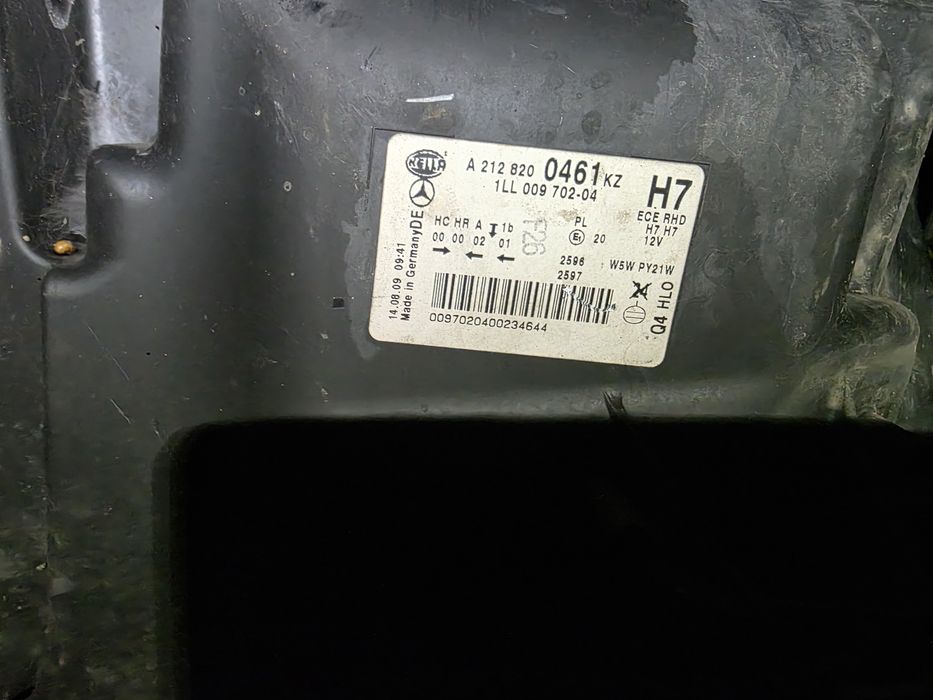 HELLA
A 212 820 0461 KZ
1LL 009 702-04
H7
ECE RHD
H7 H7
12V
DE
HC HR A 1b
00 00 02 01
F26
PL
E1 20
2596
2597
W5W PY21W
14.08.09 09:41
Made in Germany
Q4 HLO
0097020400234644